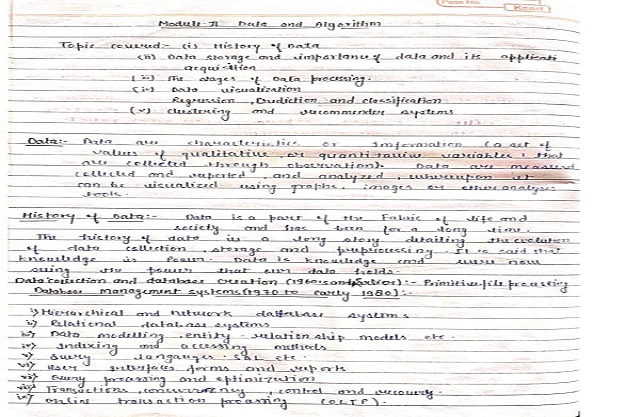 Module-II Data and Algorithm
Topic covered:- (i) History of Data
(ii) Data storage and importance of data and its applicati
acquisition
(iii) The stages of Data processing.
(iv) Data visualization
Regression, Prediction and classification
(v) clustering and recommender systems
Data:- Data are characteristics or Information (a set of
values of qualitative, or quantitative variables) that
are collected through observation. Data are measured
collected and reported, and analyzed, whereupon it
can be visualized using graphs, images or other analysis
tools.
History of Data:- Data is a part of the Fabric of life and
society and has been for a long time.
The history of data is a long story detailing the evolution
of data collection, storage and processing. It is said that
knowledge is Power. Data is knowledge and we're now
seeing the power that our data holds.
Data collection and database creation (1960s and earlier):- Primitive file processing
Database management systems (1970 to early 1980):-
i) Hierarchical and Network database systems
ii) Relational database systems
iii) Data modelling, entity-relationship models etc.
iv) Indexing and accessing methods
v) Query languages: SQL etc.
vi) User Interfaces forms and reports
vii) Query processing and optimization
viii) Transactions, concurrency, control and recovery.
ix) Online transaction processing (OLTP).